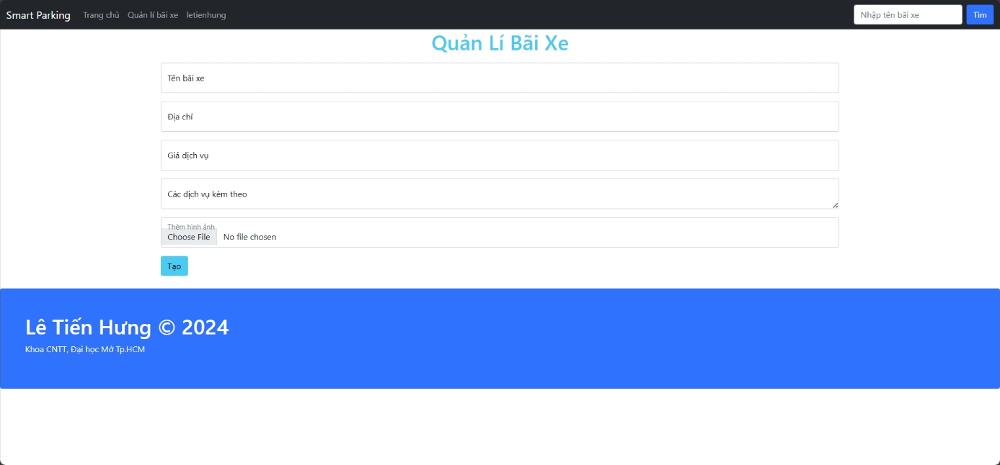 Smart Parking Trang chủ Quản lí bãi xe letienhung Nhập tên bãi xe Tìm
Quản Lí Bãi Xe
Tên bãi xe
Địa chỉ
Giá dịch vụ
Các dịch vụ kèm theo
Thêm hình ảnh
Choose File No file chosen
Tạo
Lê Tiến Hưng © 2024
Khoa CNTT, Đại học Mở Tp.HCM